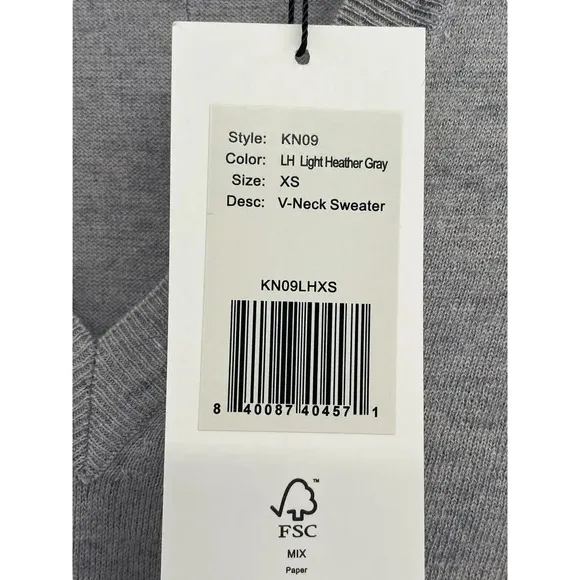 Style: KN09
Color: LH Light Heather Gray
Size: XS
Desc: V-Neck Sweater
KN09LHXS
8 40087 40457 1
™
FSC
MIX
Paper